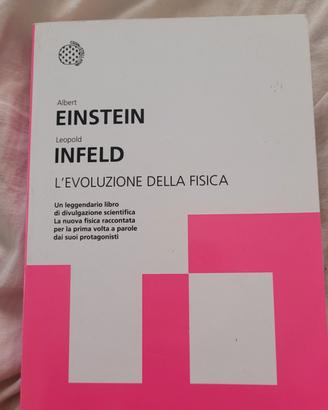 Albert
EINSTEIN
Leopold
INFELD
L'EVOLUZIONE DELLA FISICA
Un leggendario libro
di divulgazione scientifica
La nuova fisica raccontata
per la prima volta a parole
dai suoi protagonisti